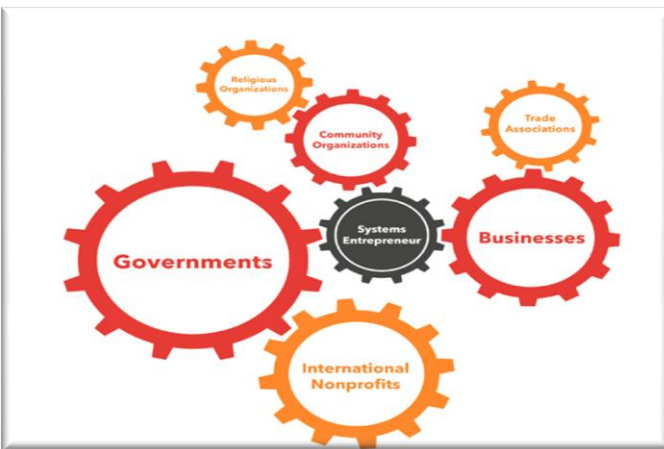 Religious
Organizations
Community
Organizations
Trade
Associations
Systems
Entrepreneur
Businesses
Governments
International
Nonprofits